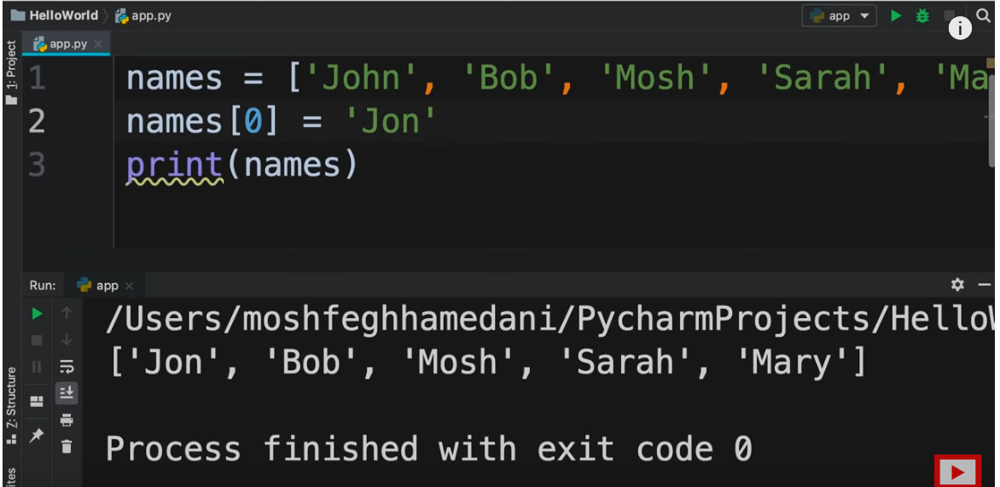 HelloWorld app.py app
app.py
1: Project
1 names = ['John', 'Bob', 'Mosh', 'Sarah', 'Ma
2 names[0] = 'Jon'
3 print(names)
Run: app
/Users/moshfeghhamedani/PycharmProjects/Hello
['Jon', 'Bob', 'Mosh', 'Sarah', 'Mary']
Z: Structure
Process finished with exit code 0
ites